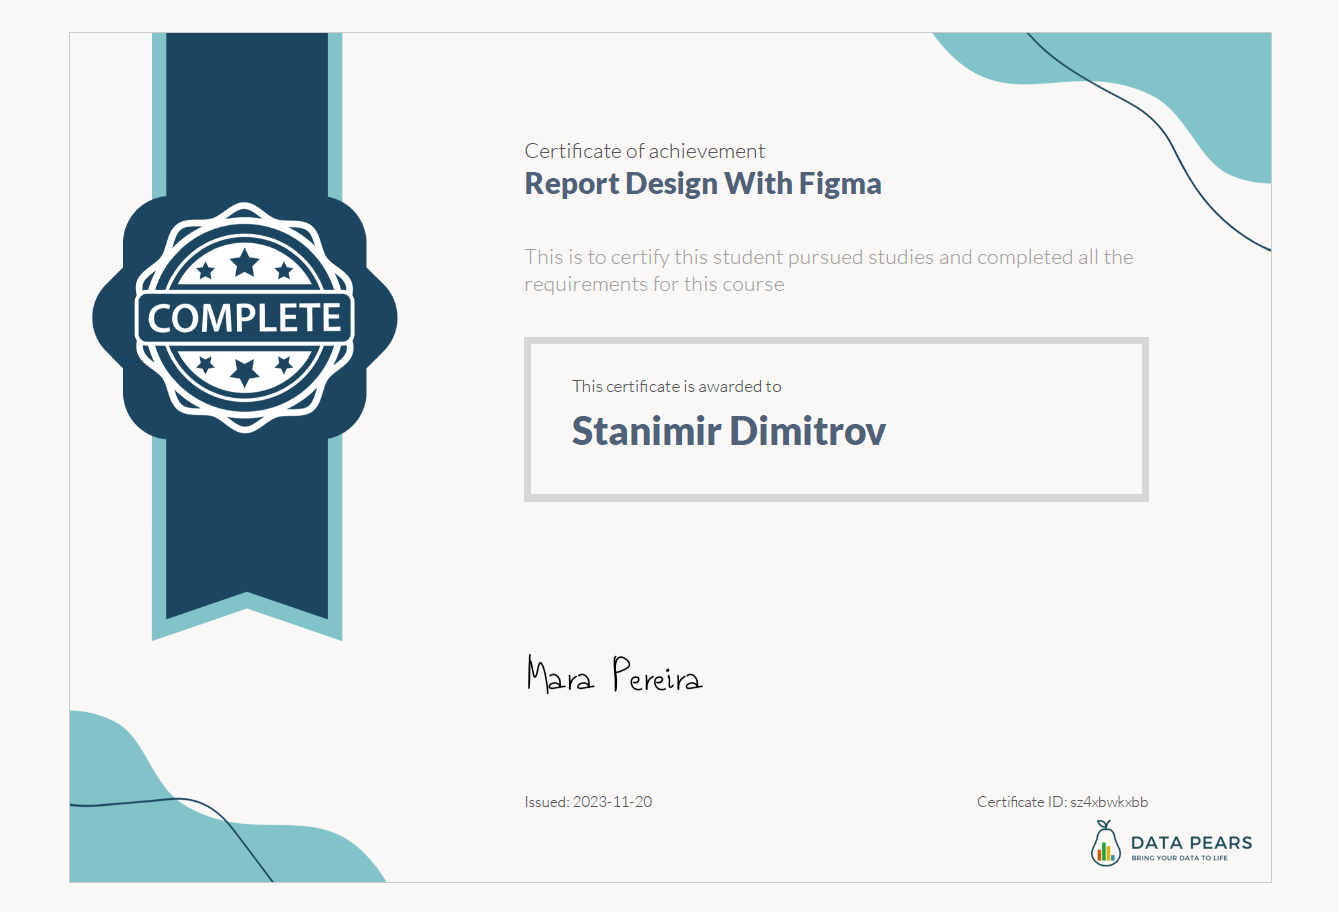 COMPLETE
Certificate of achievement
Report Design With Figma
This is to certify this student pursued studies and completed all the
requirements for this course
This certificate is awarded to
Stanimir Dimitrov
Mara Pereira
Issued: 2023-11-20
Certificate ID: sz4xbwkxbb
DATA PEARS
BRING YOUR DATA TO LIFE